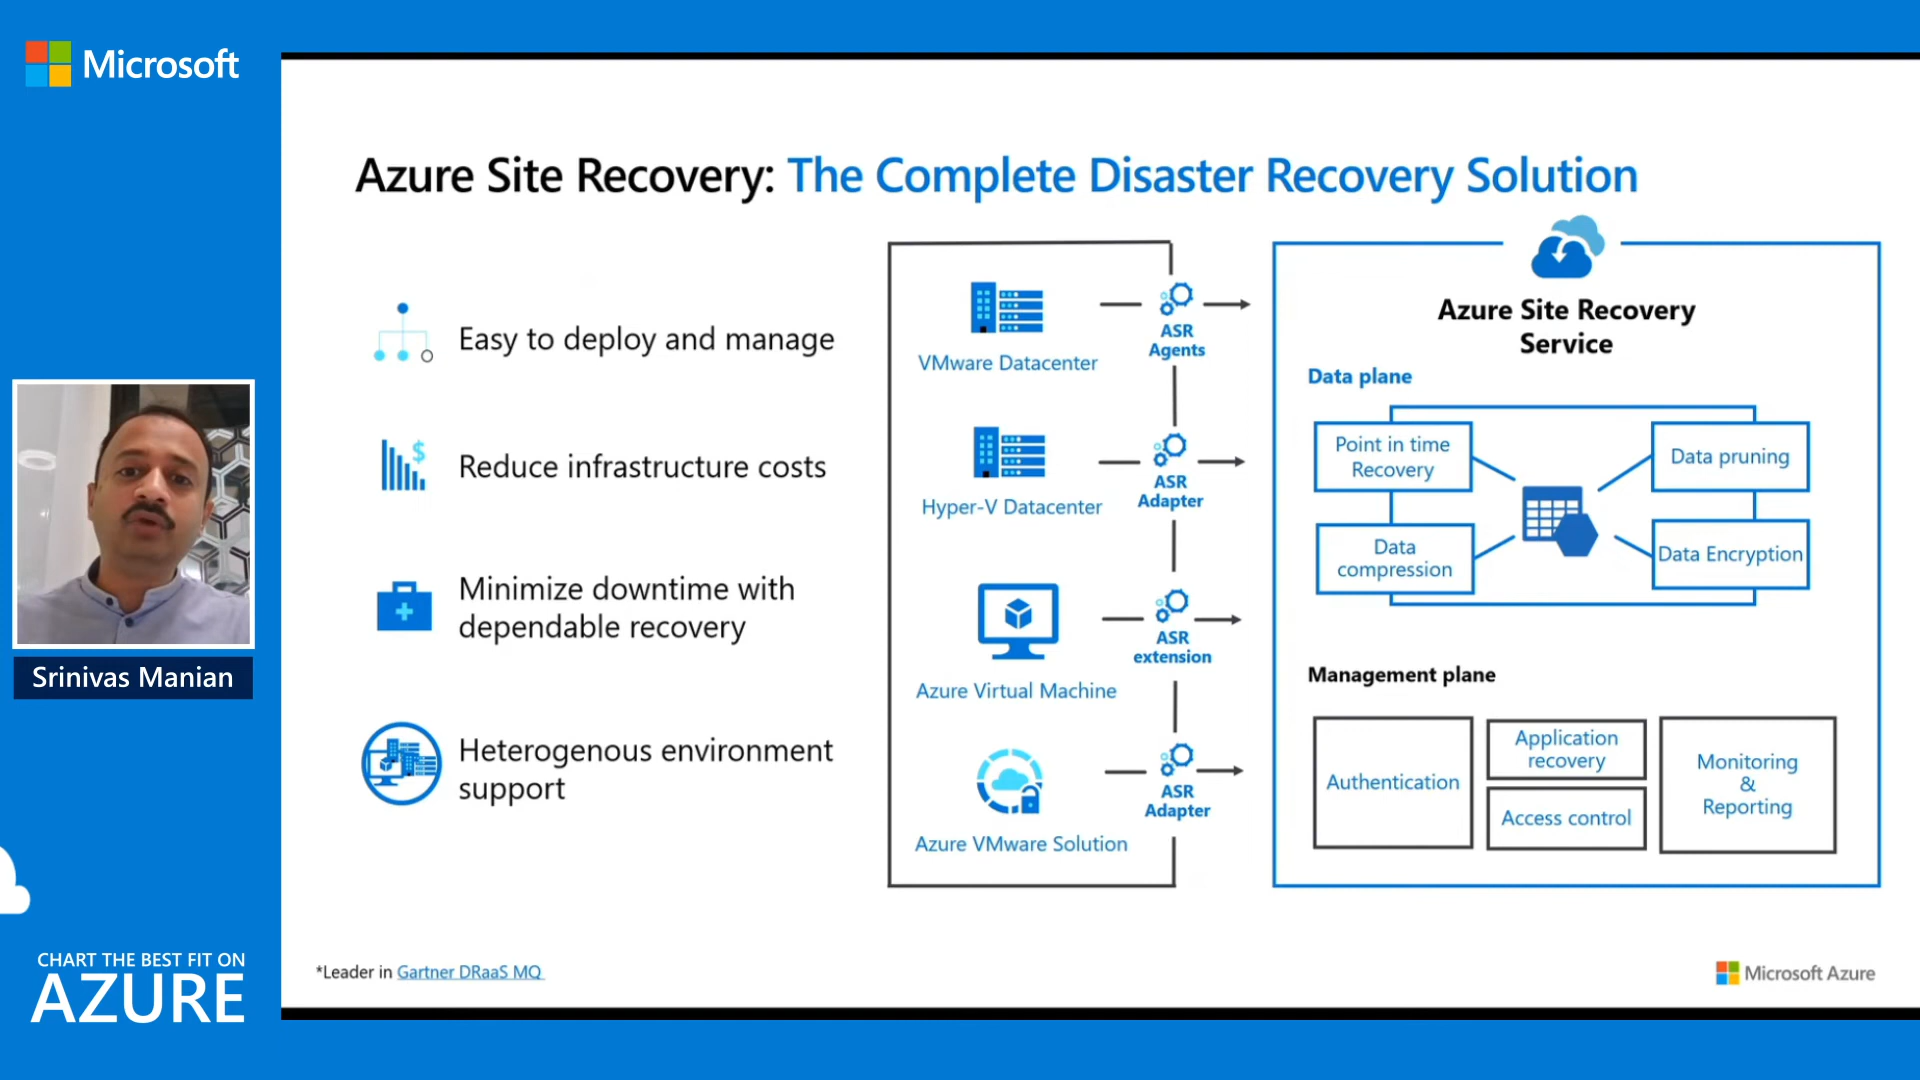 Microsoft
Azure Site Recovery: The Complete Disaster Recovery Solution
Easy to deploy and manage
Reduce infrastructure costs
Minimize downtime with
dependable recovery
Heterogenous environment
support
VMware Datacenter
ASR
Agents
Hyper-V Datacenter
ASR
Adapter
Azure Virtual Machine
ASR
extension
Azure VMware Solution
ASR
Adapter
Azure Site Recovery
Service
Data plane
Point in time
Recovery
Data pruning
Data
compression
Data Encryption
Management plane
Authentication
Application
recovery
Access control
Monitoring
&
Reporting
Srinivas Manian
CHART THE BEST FIT ON
AZURE
*Leader in Gartner DRaaS MQ
Microsoft Azure
$